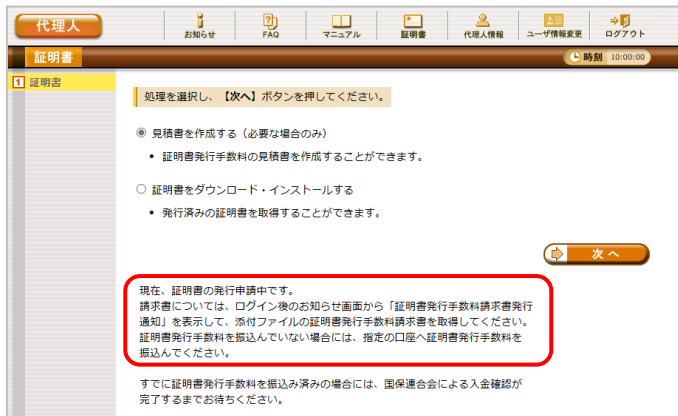 代理人
お知らせ
FAQ
マニュアル
証明書
代理人情報
ユーザ情報変更
ログアウト
証明書
時刻 10:00:00
1 証明書
処理を選択し、【次へ】ボタンを押してください。
見積書を作成する（必要な場合のみ）
• 証明書発行手数料の見積書を作成することができます。
証明書をダウンロード・インストールする
• 発行済みの証明書を取得することができます。
次へ
現在、証明書の発行申請中です。
請求書については、ログイン後のお知らせ画面から「証明書発行手数料請求書発行
通知」を表示して、添付ファイルの証明書発行手数料請求書を取得してください。
証明書発行手数料を振込んでいない場合には、指定の口座へ証明書発行手数料を
振込んでください。
すでに証明書発行手数料を振込み済みの場合には、国保連合会による入金確認が
完了するまでお待ちください。